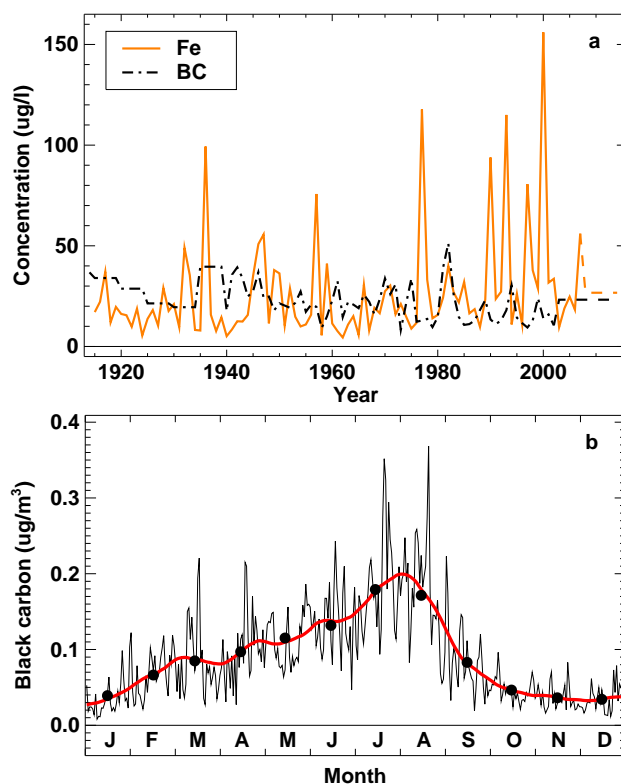 a
Fe
BC
Concentration (ug/l)
150
100
50
0
1920 1940 1960 1980 2000
Year
b
Black carbon (ug/m³)
0.4
0.3
0.2
0.1
0.0
J F M A M J J A S O N D
Month